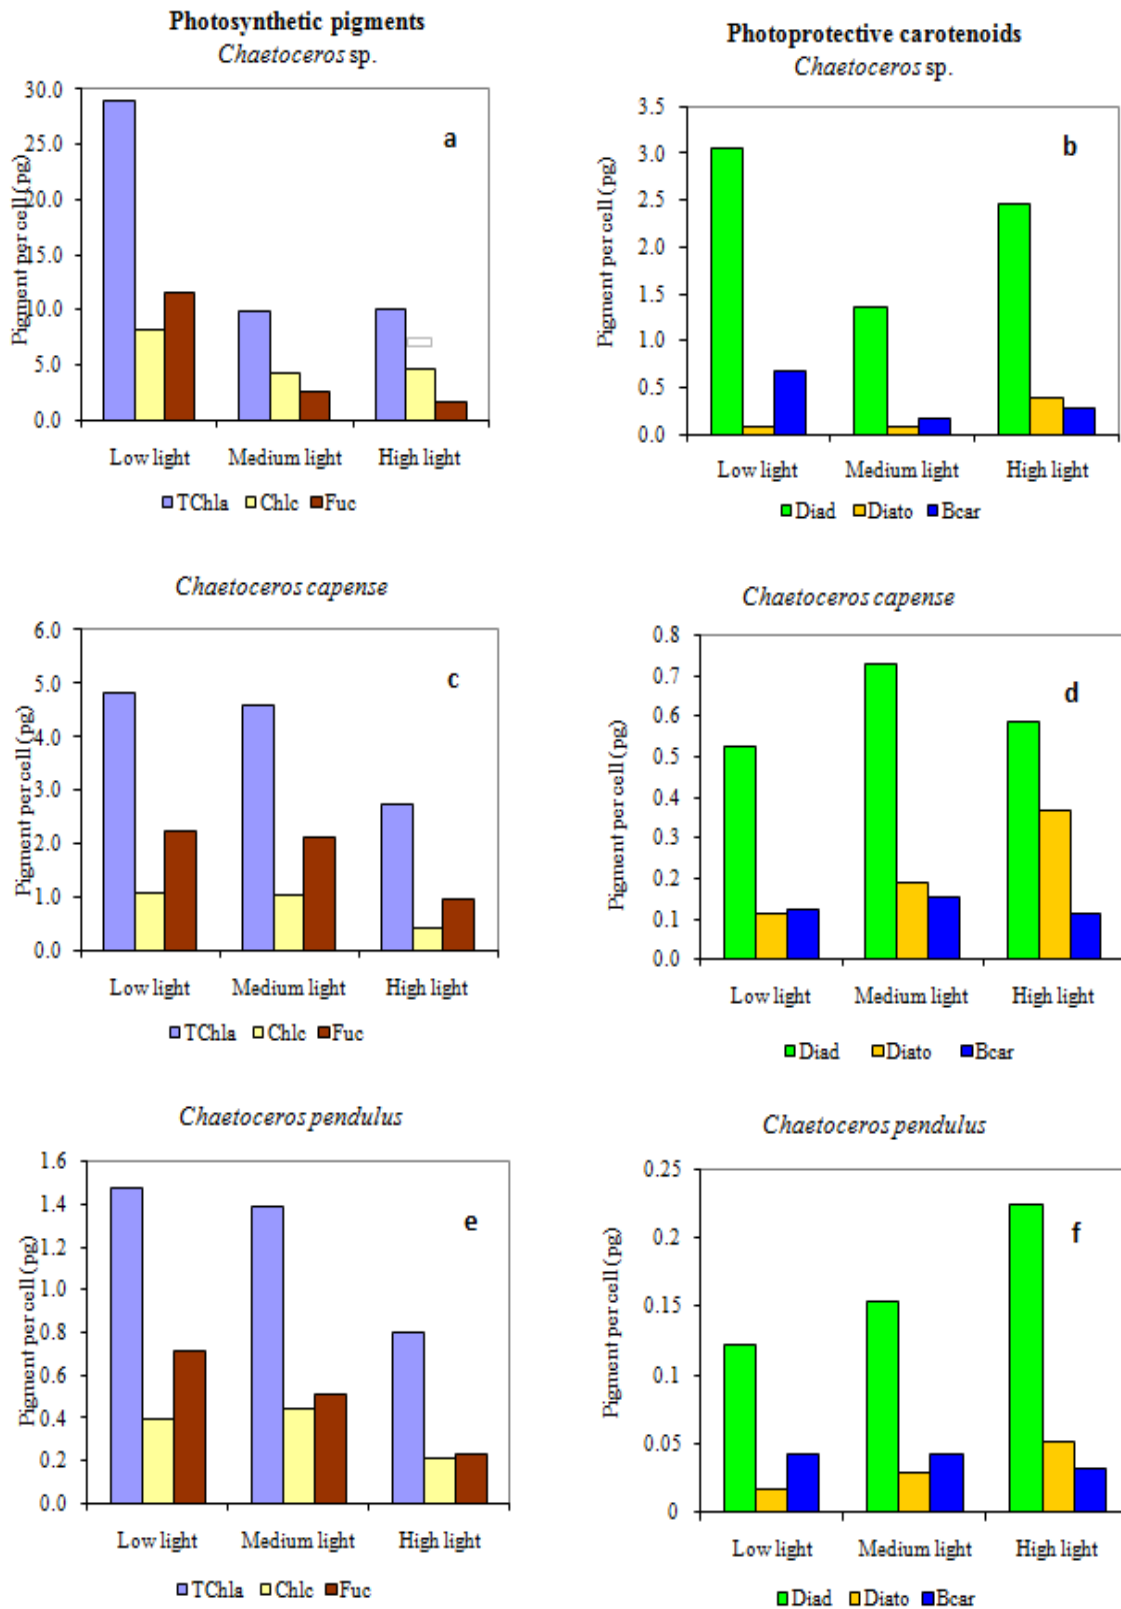 Photosynthetic pigments
Chaetoceros sp.
Pigment per cell (pg)
30.0
25.0
20.0
15.0
10.0
5.0
0.0
a
Low light Medium light High light
TChla Chlc Fuc
Photoprotective carotenoids
Chaetoceros sp.
Pigment per cell (pg)
3.5
3.0
2.5
2.0
1.5
1.0
0.5
0.0
b
Low light Medium light High light
Diad Diato Bcar
Chaetoceros capense
Pigment per cell (pg)
6.0
5.0
4.0
3.0
2.0
1.0
0.0
c
Low light Medium light High light
TChla Chlc Fuc
Chaetoceros capense
Pigment per cell (pg)
0.8
0.7
0.6
0.5
0.4
0.3
0.2
0.1
0.0
d
Low light Medium light High light
Diad Diato Bcar
Chaetoceros pendulus
Pigment per cell (pg)
1.6
1.4
1.2
1.0
0.8
0.6
0.4
0.2
0.0
e
Low light Medium light High light
TChla Chlc Fuc
Chaetoceros pendulus
Pigment per cell (pg)
0.25
0.2
0.15
0.1
0.05
0
f
Low light Medium light High light
Diad Diato Bcar